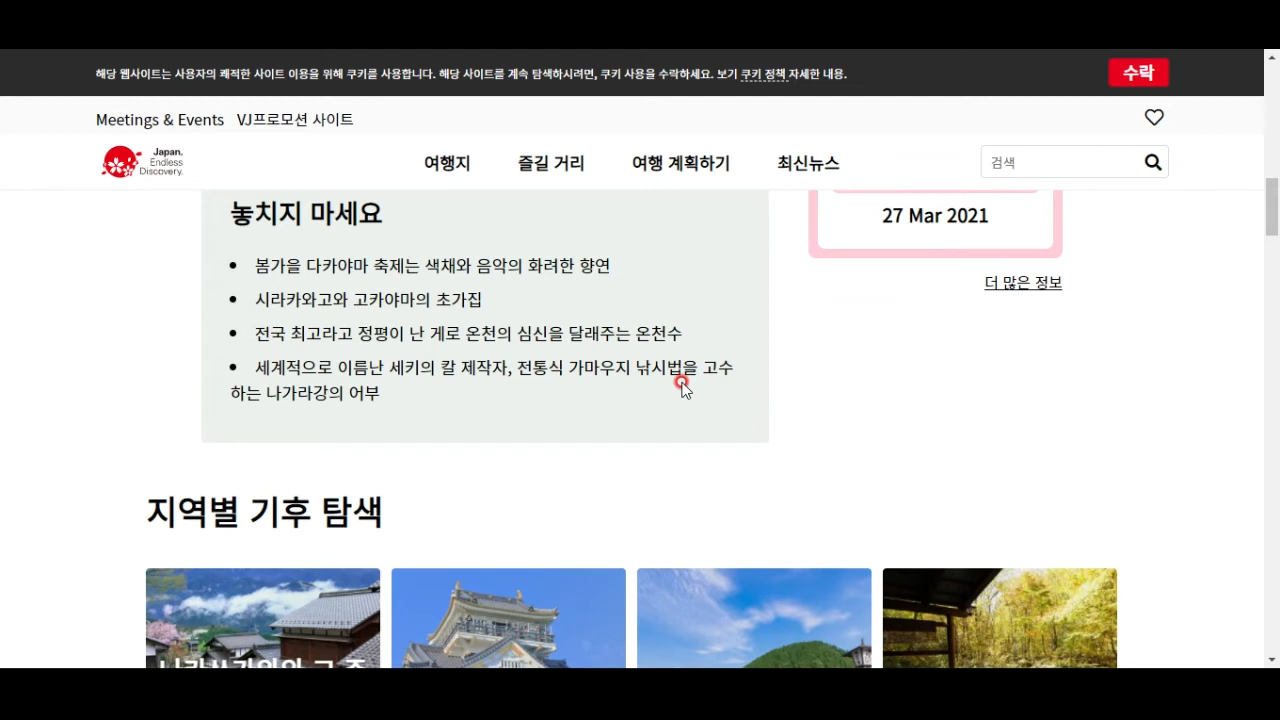 해당 웹사이트는 사용자의 쾌적한 사이트 이용을 위해 쿠키를 사용합니다. 해당 사이트를 계속 탐색하시려면, 쿠키 사용을 수락하세요. 보기 쿠키 정책 자세한 내용.
수락
Meetings & Events VJ프로모션 사이트
Japan.
Endless
Discovery.
여행지 즐길 거리 여행 계획하기 최신뉴스
검색
놓치지 마세요
• 봄가을 다카야마 축제는 색채와 음악의 화려한 향연
• 시라카와고와 고카야마의 초가집
• 전국 최고라고 정평이 난 게로 온천의 심신을 달래주는 온천수
• 세계적으로 이름난 세키의 칼 제작자, 전통식 가마우지 낚시법을 고수
하는 나가라강의 어부
27 Mar 2021
더 많은 정보
지역별 기후 탐색